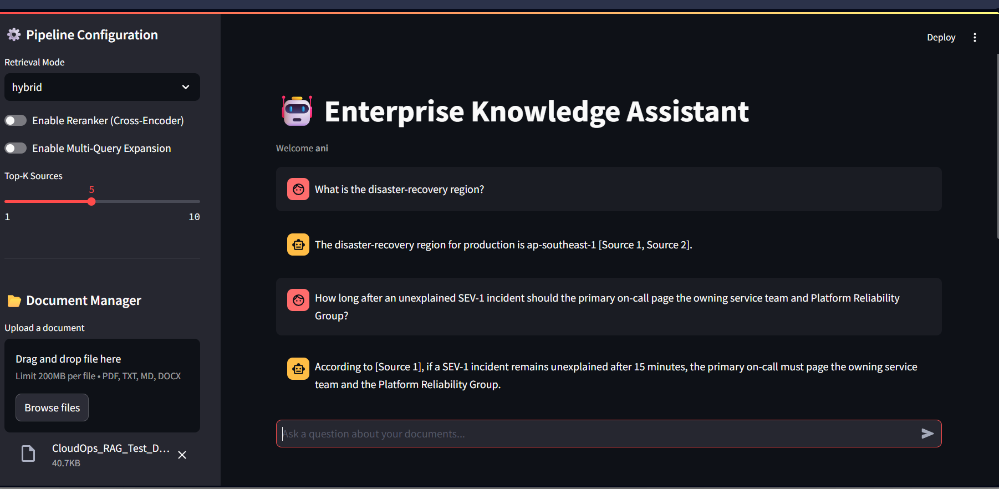 Pipeline Configuration
Retrieval Mode
hybrid
Enable Reranker (Cross-Encoder)
Enable Multi-Query Expansion
Top-K Sources
5
1
10
Document Manager
Upload a document
Drag and drop file here
Limit 200MB per file • PDF, TXT, MD, DOCX
Browse files
CloudOps_RAG_Test_D...
40.7KB
Deploy
Enterprise Knowledge Assistant
Welcome ani
What is the disaster-recovery region?
The disaster-recovery region for production is ap-southeast-1 [Source 1, Source 2].
How long after an unexplained SEV-1 incident should the primary on-call page the owning service team and Platform Reliability
Group?
According to [Source 1], if a SEV-1 incident remains unexplained after 15 minutes, the primary on-call must page the owning service
team and the Platform Reliability Group.
Ask a question about your documents...